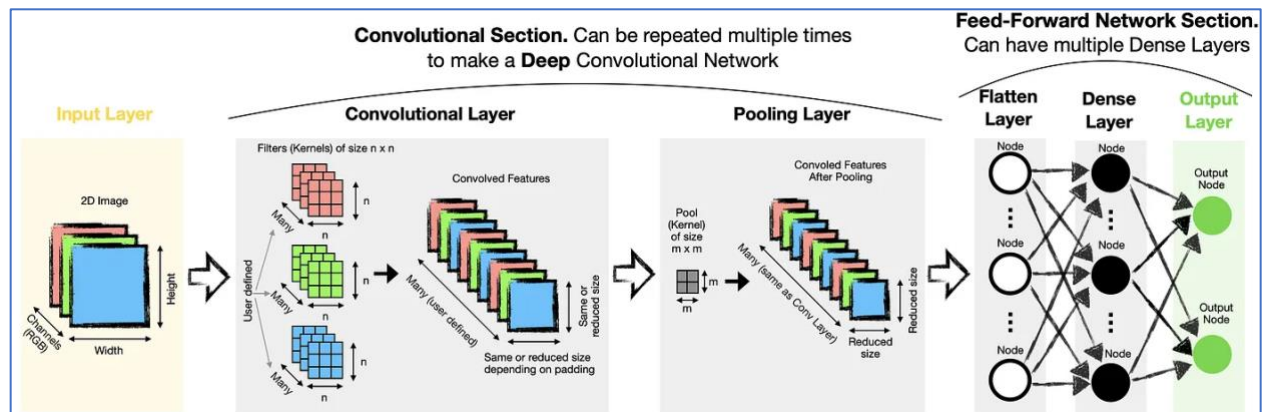 Convolutional Section. Can be repeated multiple times
to make a Deep Convolutional Network
Feed-Forward Network Section.
Can have multiple Dense Layers
Input Layer
2D Image
Height
Width
Channels
(RGB)
Convolutional Layer
Filters (Kernels) of size n x n
User defined
Many
n
n
Many
n
n
Many
n
n
Convolved Features
Many (user defined)
Same or
reduced size
Same or reduced size
depending on padding
Pooling Layer
Pool
(Kernel)
of size
m x m
m
m
Convoled Features
After Pooling
Many (same as Conv Layer)
Reduced size
Reduced
size
Flatten
Layer
Node
Node
Node
Dense
Layer
Node
Node
Node
Output
Layer
Output
Node
Output
Node